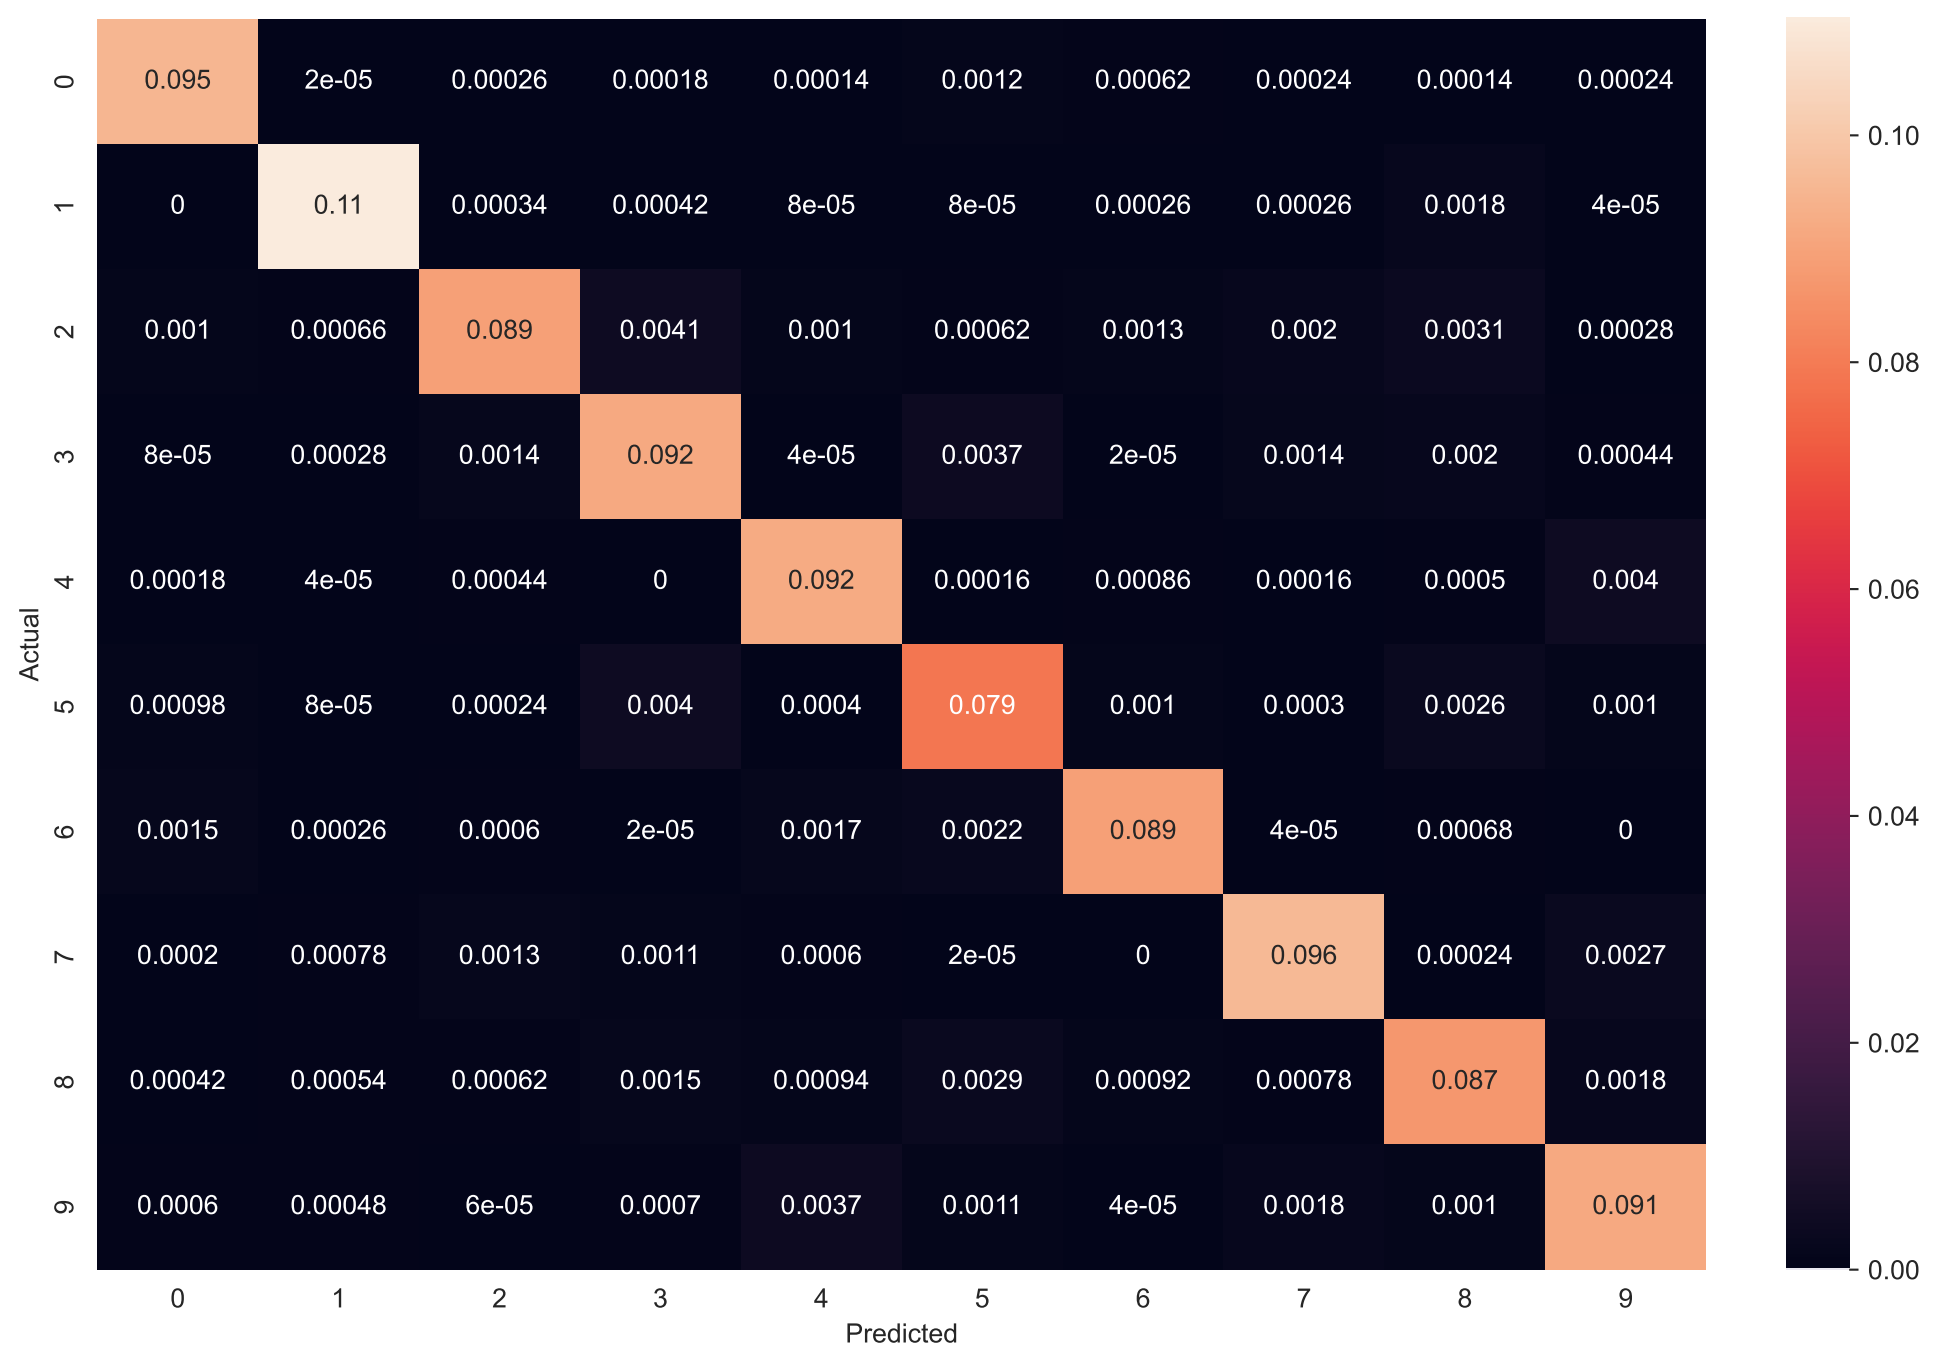 0 0.095 2e-05 0.00026 0.00018 0.00014 0.0012 0.00062 0.00024 0.00014 0.00024
1 0 0.11 0.00034 0.00042 8e-05 8e-05 0.00026 0.00026 0.0018 4e-05
2 0.001 0.00066 0.089 0.0041 0.001 0.00062 0.0013 0.002 0.0031 0.00028
3 8e-05 0.00028 0.0014 0.092 4e-05 0.0037 2e-05 0.0014 0.002 0.00044
4 0.00018 4e-05 0.00044 0 0.092 0.00016 0.00086 0.00016 0.0005 0.004
5 0.00098 8e-05 0.00024 0.004 0.0004 0.079 0.001 0.0003 0.0026 0.001
6 0.0015 0.00026 0.0006 2e-05 0.0017 0.0022 0.089 4e-05 0.00068 0
7 0.0002 0.00078 0.0013 0.0011 0.0006 2e-05 0 0.096 0.00024 0.0027
8 0.00042 0.00054 0.00062 0.0015 0.00094 0.0029 0.00092 0.00078 0.087 0.0018
9 0.0006 0.00048 6e-05 0.0007 0.0037 0.0011 4e-05 0.0018 0.001 0.091
0 1 2 3 4 5 6 7 8 9
Predicted
Actual
0.10
0.08
0.06
0.04
0.02
0.00